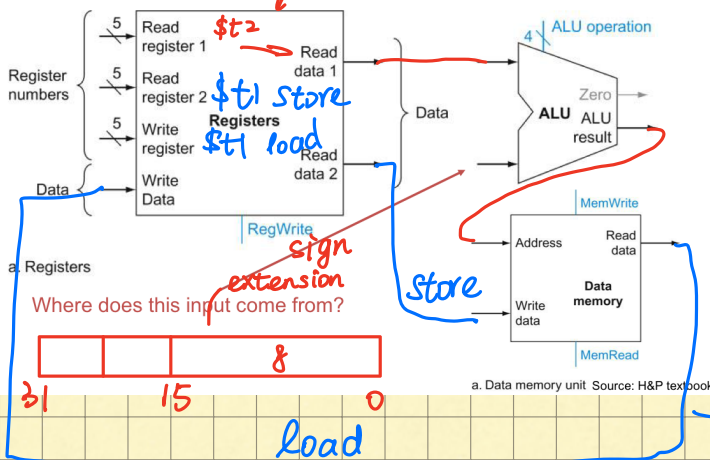 5
Read
register 1
$t2
Read
data 1
Register
numbers
5
Read
register 2
$t1 store
Registers
5
Write
register
$t1 load
Read
data 2
Data
Write
Data
RegWrite
Data
4
ALU operation
Zero
ALU
ALU
result
MemWrite
Address
Read
data
Data
memory
Write
data
MemRead
a. Registers
sign
extension
store
Where does this input come from?
8
31
15
0
a. Data memory unit
Source: H&P textbook
load